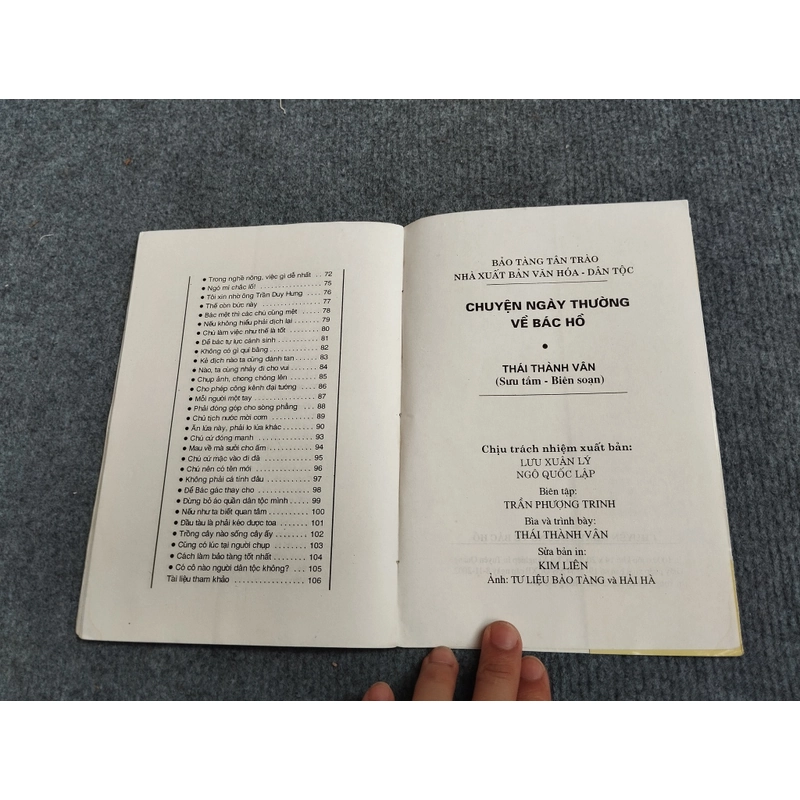 ● Trong nghề nông, việc gì dễ nhất . . 72
● Ngô mí chắc lố! . . . . . . . . . . . . . . . . 75
● Tôi xin nhờ ông Trần Duy Hưng . . . . 76
● Thế còn bức này . . . . . . . . . . . . . . . 77
● Bác mệt thì các chú cũng mệt . . . . . 78
● Nếu không hiểu phải dịch lại . . . . . . 79
● Chú làm việc như thế là tốt . . . . . . . 80
● Để bác tự lực cánh sinh . . . . . . . . . . 81
● Không có gì quí bằng . . . . . . . . . . . . 82
● Kẻ địch nào ta cũng đánh tan . . . . . . 83
● Nào, ta cùng nhảy đi cho vui . . . . . . 84
● Chụp ảnh, chong chóng lên . . . . . . . 85
● Cho phép công kênh đại tướng . . . . 86
● Mỗi người một tay . . . . . . . . . . . . . . 87
● Phải đóng góp cho sòng phẳng . . . . 88
● Chủ tịch nước mời cơm . . . . . . . . . . 89
● Ăn lửa này, phải lo lửa khác . . . . . . 90
● Chú cứ đóng mạnh . . . . . . . . . . . . . 93
● Mau về mà sưởi cho ấm . . . . . . . . . 94
● Chú cứ mặc vào đi đã . . . . . . . . . . . 95
● Chú nên có tên mới . . . . . . . . . . . . 96
● Không phải cá tính đâu . . . . . . . . . . 97
● Để Bác gác thay cho . . . . . . . . . . . . 98
● Đừng bỏ áo quần dân tộc mình . . . . 99
● Nếu như ta biết quan tâm . . . . . . . . 100
● Đầu tàu là phải kéo được toa . . . . . 101
● Trồng cây nào sống cây ấy . . . . . . . 102
● Cũng có lúc tại người chụp . . . . . . . 103
● Cách làm bảo tàng tốt nhất . . . . . . . 104
● Có cô nào người dân tộc không? . . . 105
Tài liệu tham khảo . . . . . . . . . . . . . . . 106
BẢO TÀNG TÂN TRÀO
NHÀ XUẤT BẢN VĂN HÓA - DÂN TỘC
CHUYỆN NGÀY THƯỜNG
VỀ BÁC HỒ
●
THÁI THÀNH VÂN
(Sưu tầm - Biên soạn)
Chịu trách nhiệm xuất bản:
LƯU XUÂN LÝ
NGÔ QUỐC LẬP
Biên tập:
TRẦN PHƯỢNG TRINH
Bìa và trình bày:
THÁI THÀNH VÂN
Sửa bản in:
KIM LIÊN
Ảnh: TƯ LIỆU BẢO TÀNG và HẢI HÀ